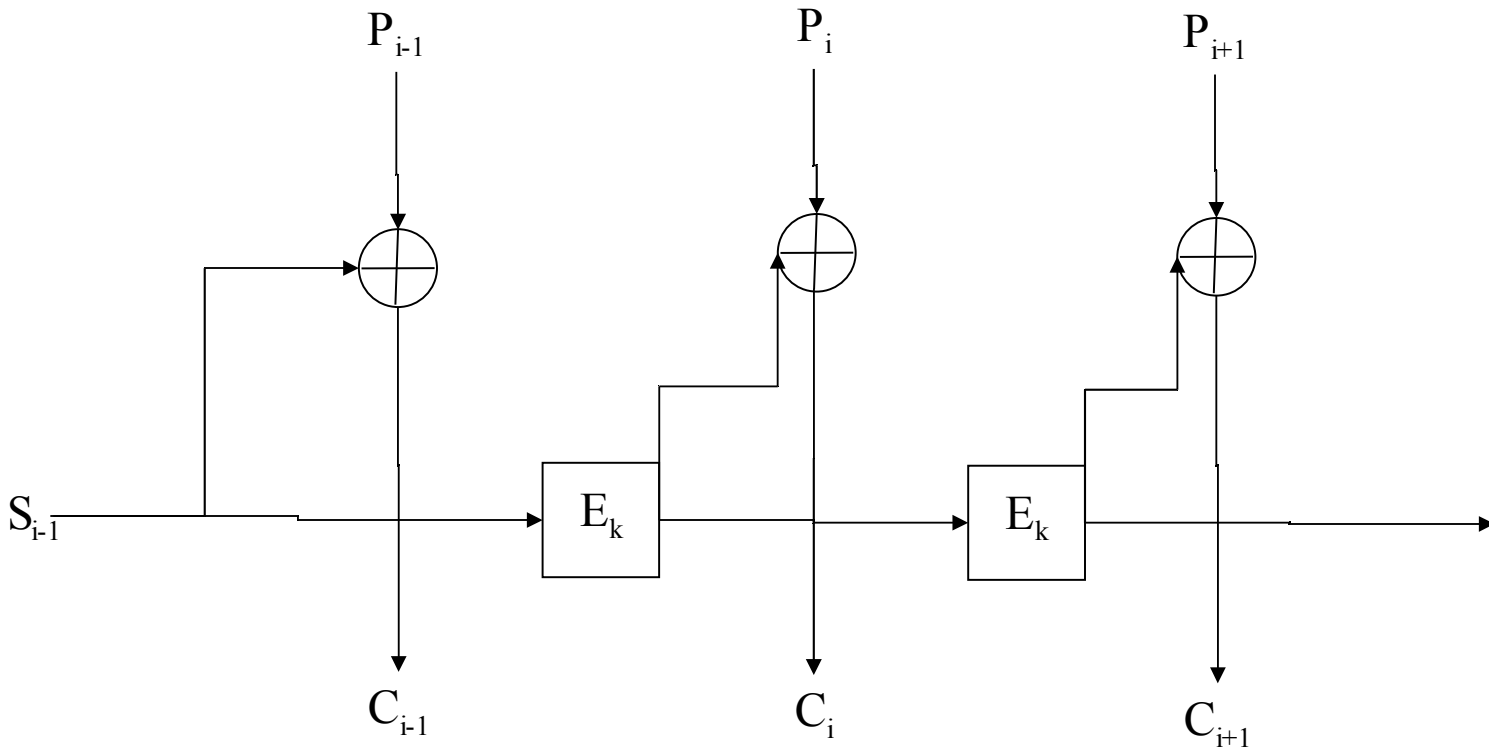 P_{i-1} P_i P_{i+1}
S_{i-1} E_k E_k
C_{i-1} C_i C_{i+1}